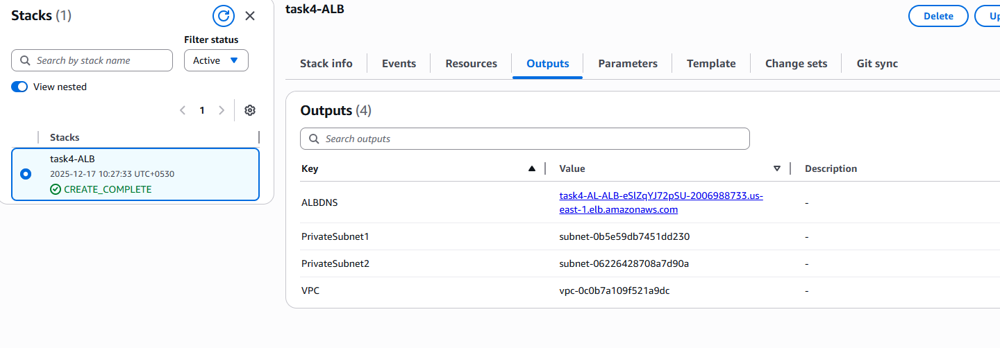 Stacks (1)
Filter status
Search by stack name
Active
View nested
1
Stacks
task4-ALB
2025-12-17 10:27:33 UTC+0530
CREATE_COMPLETE
task4-ALB
Delete
Up
Stack info
Events
Resources
Outputs
Parameters
Template
Change sets
Git sync
Outputs (4)
Search outputs
Key
Value
Description
ALBDNS
task4-AL-ALB-eSlZqYJ72pSU-2006988733.us-
east-1.elb.amazonaws.com
-
PrivateSubnet1
subnet-0b5e59db7451dd230
-
PrivateSubnet2
subnet-06226428708a7d90a
-
VPC
vpc-0c0b7a109f521a9dc
-